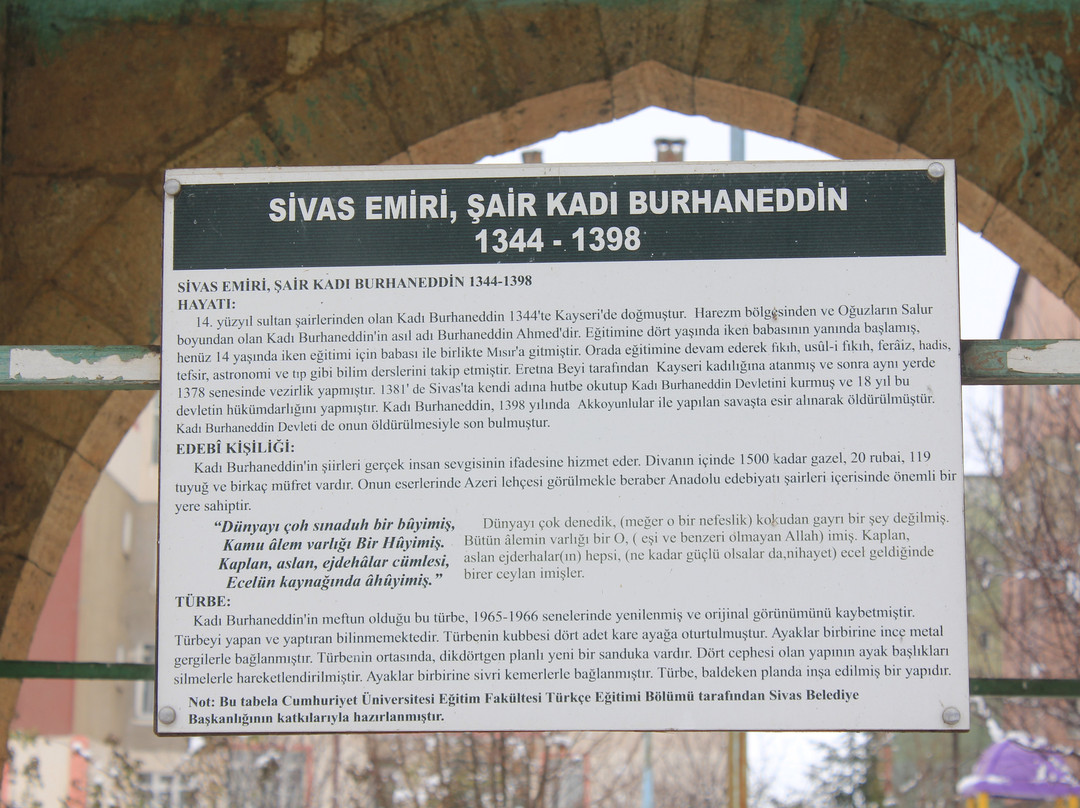 SİVAS EMİRİ, ŞAİR KADI BURHANEDDİN
1344 - 1398
SİVAS EMİRİ, ŞAİR KADI BURHANEDDİN 1344-1398
HAYATI:
14. yüzyıl sultan şairlerinden olan Kadı Burhaneddin 1344'te Kayseri'de doğmuştur. Harezm bölgesinden ve Oğuzların Salur
boyundan olan Kadı Burhaneddin'in asıl adı Burhaneddin Ahmed'dir. Eğitimine dört yaşında iken babasının yanında başlamış,
henüz 14 yaşında iken eğitimi için babası ile birlikte Mısır'a gitmiştir. Orada eğitimine devam ederek fıkıh, usûl-i fıkıh, ferâiz, hadis,
tefsir, astronomi ve tıp gibi bilim derslerini takip etmiştir. Eretna Beyi tarafından Kayseri kadılığına atanmış ve sonra aynı yerde
1378 senesinde vezirlik yapmıştır. 1381' de Sivas'ta kendi adına hutbe okutup Kadı Burhaneddin Devletini kurmuş ve 18 yıl bu
devletin hükümdarlığını yapmıştır. Kadı Burhaneddin, 1398 yılında Akkoyunlular ile yapılan savaşta esir alınarak öldürülmüştür.
Kadı Burhaneddin Devleti de onun öldürülmesiyle son bulmuştur.
EDEBÎ KİŞİLİĞİ:
Kadı Burhaneddin'in şiirleri gerçek insan sevgisinin ifadesine hizmet eder. Divanın içinde 1500 kadar gazel, 20 rubai, 119
tuyuğ ve birkaç müfret vardır. Onun eserlerinde Azeri lehçesi görülmekle beraber Anadolu edebiyatı şairleri içerisinde önemli bir
yere sahiptir.
“Dünyayı çoh sınaduh bir bûyimiş,
Kamu âlem varlığı Bir Hûyimiş.
Kaplan, aslan, ejdehâlar cümlesi,
Ecelün kaynağında âhûyimiş.”
Dünyayı çok denedik, (meğer o bir nefeslik) kokudan gayrı bir şey değilmiş.
Bütün âlemin varlığı bir O, ( eşi ve benzeri olmayan Allah) imiş. Kaplan,
aslan ejderhalar(ın) hepsi, (ne kadar güçlü olsalar da,nihayet) ecel geldiğinde
birer ceylan imişler.
TÜRBE:
Kadı Burhaneddin'in meftun olduğu bu türbe, 1965-1966 senelerinde yenilenmiş ve orijinal görünümünü kaybetmiştir.
Türbeyi yapan ve yaptıran bilinmemektedir. Türbenin kubbesi dört adet kare ayağa oturtulmuştur. Ayaklar birbirine ince metal
gergilerle bağlanmıştır. Türbenin ortasında, dikdörtgen planlı yeni bir sanduka vardır. Dört cephesi olan yapının ayak başlıkları
silmelerle hareketlendirilmiştir. Ayaklar birbirine sivri kemerlerle bağlanmıştır. Türbe, baldeken planda inşa edilmiş bir yapıdır.
Not: Bu tabela Cumhuriyet Üniversitesi Eğitim Fakültesi Türkçe Eğitimi Bölümü tarafından Sivas Belediye
Başkanlığının katkılarıyla hazırlanmıştır.